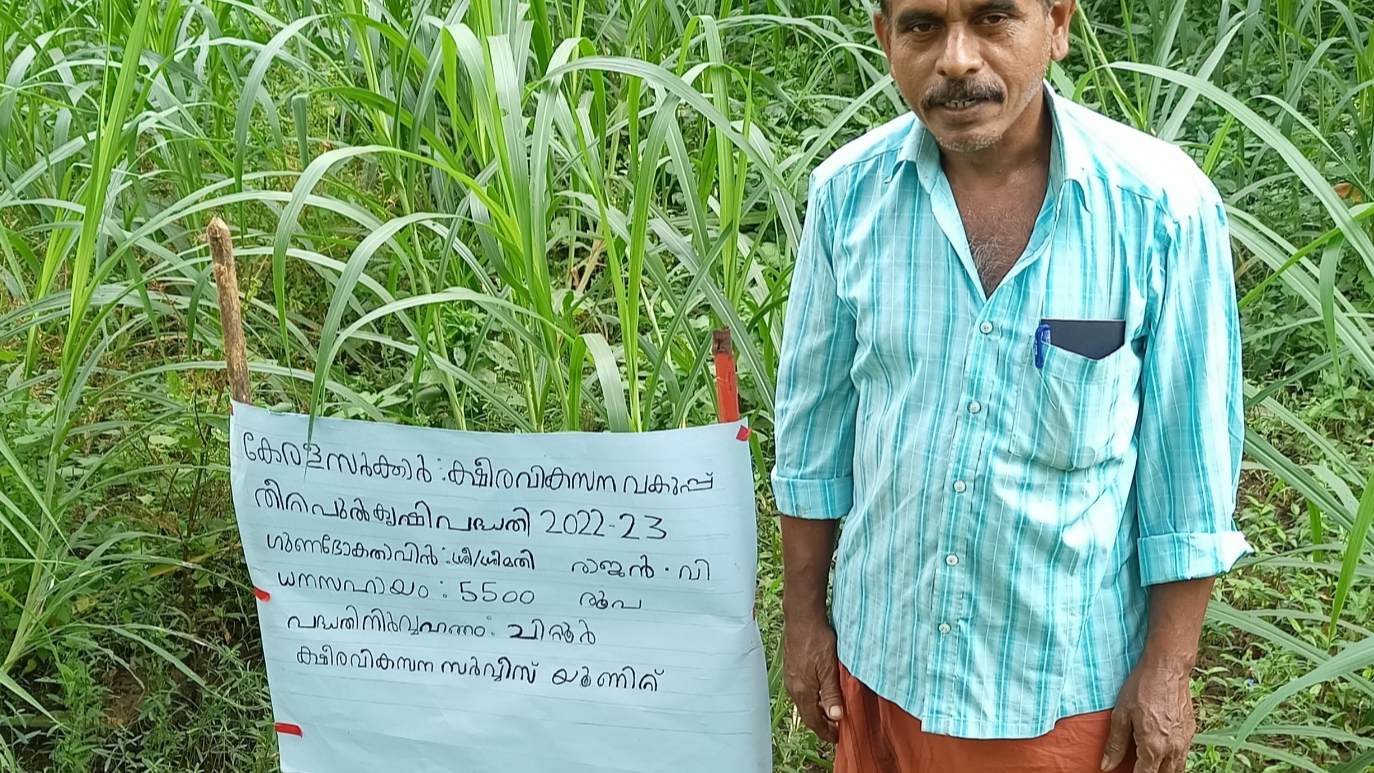 കേരളസർക്കാർ : ക്ഷീരവികസന വകുപ്പ്
തീറ്റപുൽകൃഷി പദ്ധതി 2022-23
ഗുണഭോക്താവിൻ : ശ്രീ/ശ്രീമതി രാജൻ . വി
ധനസഹായം : 5500 രൂപ
പദ്ധതിനിർവ്വഹണം : ചിറ്റൂർ
ക്ഷീരവികസന സർവ്വീസ് യൂണിറ്റ്